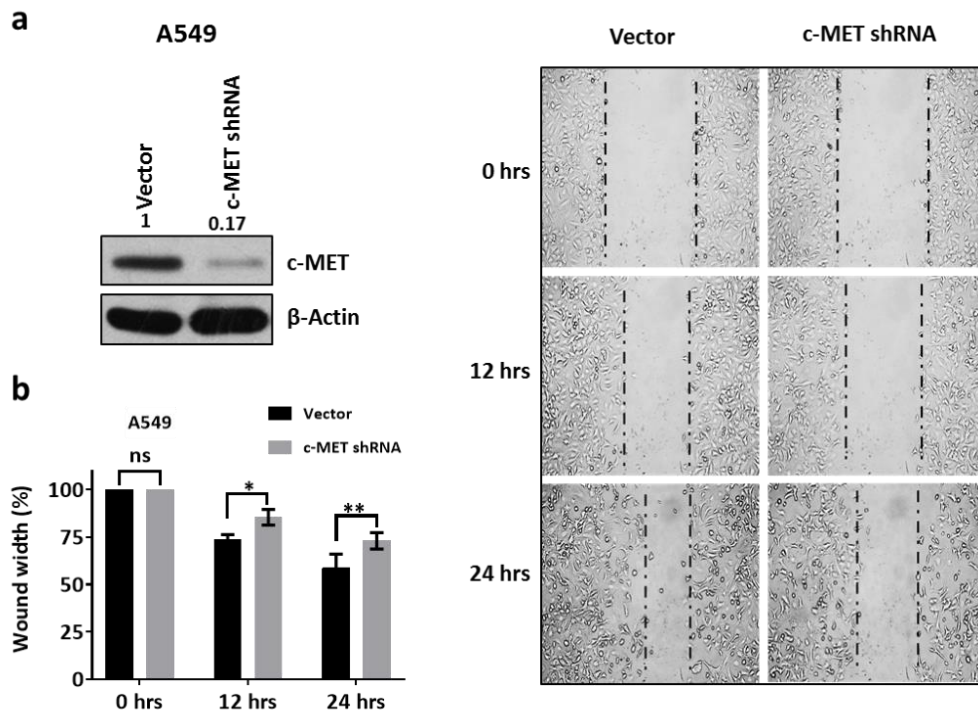 a
A549
Vector
c-MET shRNA
1
0.17
c-MET
β-Actin
b
A549
Vector
c-MET shRNA
ns
*
**
Wound width (%)
100
75
50
25
0
0 hrs
12 hrs
24 hrs
Vector
c-MET shRNA
0 hrs
12 hrs
24 hrs